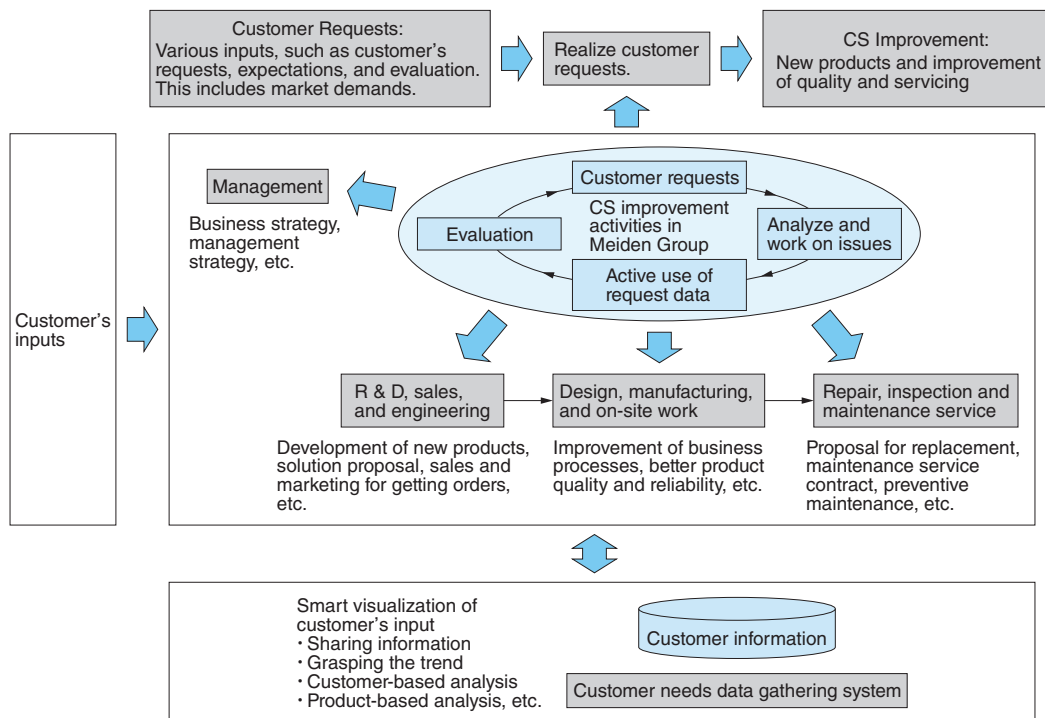 Customer Requests:
Various inputs, such as customer's
requests, expectations, and evaluation.
This includes market demands.
Realize customer
requests.
CS Improvement:
New products and improvement
of quality and servicing
Customer's
inputs
Management
Business strategy,
management
strategy, etc.
Customer requests
CS improvement
activities in
Meiden Group
Evaluation
Analyze and
work on issues
Active use of
request data
R & D, sales,
and engineering
Development of new products,
solution proposal, sales and
marketing for getting orders,
etc.
Design, manufacturing,
and on-site work
Improvement of business
processes, better product
quality and reliability, etc.
Repair, inspection and
maintenance service
Proposal for replacement,
maintenance service
contract, preventive
maintenance, etc.
Smart visualization of
customer's input
・Sharing information
・Grasping the trend
・Customer-based analysis
・Product-based analysis, etc.
Customer information
Customer needs data gathering system